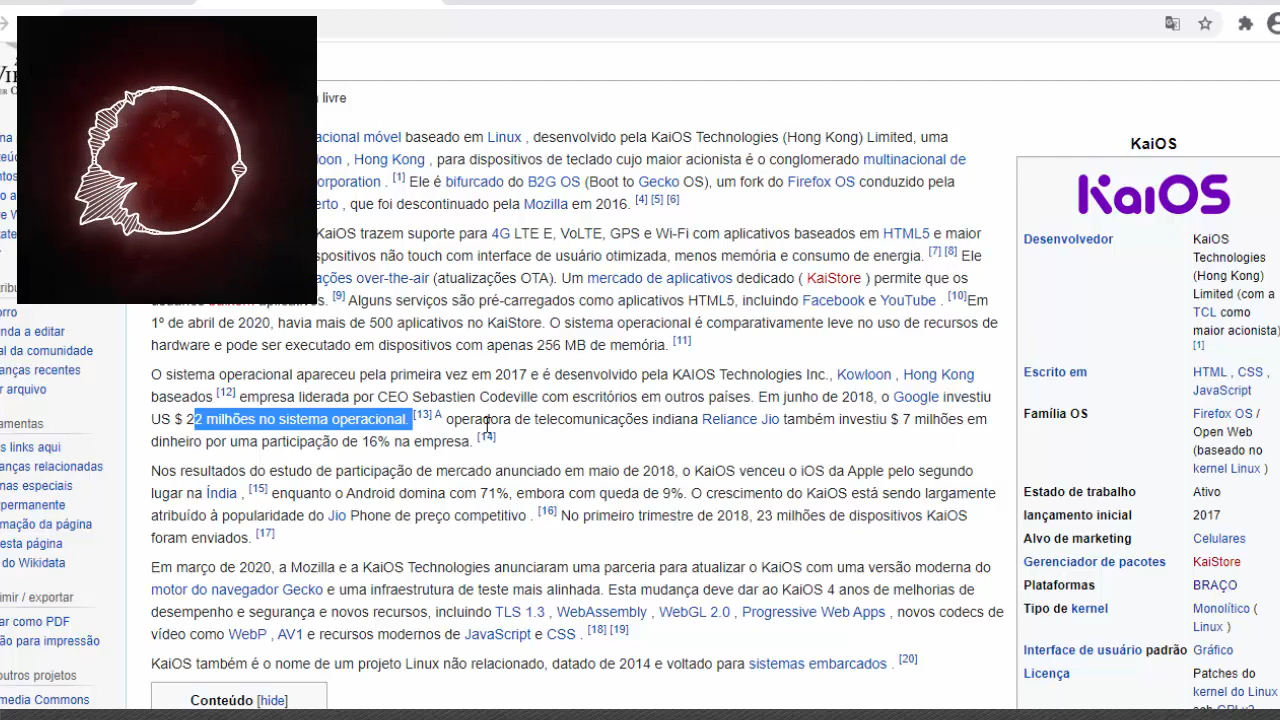 livre
KaiOS
acional móvel baseado em Linux , desenvolvido pela KaiOS Technologies (Hong Kong) Limited, uma
loon , Hong Kong , para dispositivos de teclado cujo maior acionista é o conglomerado multinacional de
orporation . [1] Ele é bifurcado do B2G OS (Boot to Gecko OS), um fork do Firefox OS conduzido pela
erto , que foi descontinuado pela Mozilla em 2016. [4] [5] [6]
KaiOS trazem suporte para 4G LTE E, VoLTE, GPS e Wi-Fi com aplicativos baseados em HTML5 e maior
spositivos não touch com interface de usuário otimizada, menos memória e consumo de energia. [7] [8] Ele
ações over-the-air (atualizações OTA). Um mercado de aplicativos dedicado ( KaiStore ) permite que os
aplicativos. [9] Alguns serviços são pré-carregados como aplicativos HTML5, incluindo Facebook e YouTube . [10]Em
1º de abril de 2020, havia mais de 500 aplicativos no KaiStore. O sistema operacional é comparativamente leve no uso de recursos de
hardware e pode ser executado em dispositivos com apenas 256 MB de memória. [11]
O sistema operacional apareceu pela primeira vez em 2017 e é desenvolvido pela KAIOS Technologies Inc., Kowloon , Hong Kong
baseados [12] empresa liderada por CEO Sebastien Codeville com escritórios em outros países. Em junho de 2018, o Google investiu
US $ 22 milhões no sistema operacional. [13] A operadora de telecomunicações indiana Reliance Jio também investiu $ 7 milhões em
dinheiro por uma participação de 16% na empresa. [14]
Nos resultados do estudo de participação de mercado anunciado em maio de 2018, o KaiOS venceu o iOS da Apple pelo segundo
lugar na Índia , [15] enquanto o Android domina com 71%, embora com queda de 9%. O crescimento do KaiOS está sendo largamente
atribuído à popularidade do Jio Phone de preço competitivo . [16] No primeiro trimestre de 2018, 23 milhões de dispositivos KaiOS
foram enviados. [17]
Em março de 2020, a Mozilla e a KaiOS Technologies anunciaram uma parceria para atualizar o KaiOS com uma versão moderna do
motor do navegador Gecko e uma infraestrutura de teste mais alinhada. Esta mudança deve dar ao KaiOS 4 anos de melhorias de
desempenho e segurança e novos recursos, incluindo TLS 1.3 , WebAssembly , WebGL 2.0 , Progressive Web Apps , novos codecs de
vídeo como WebP , AV1 e recursos modernos de JavaScript e CSS . [18] [19]
KaiOS também é o nome de um projeto Linux não relacionado, datado de 2014 e voltado para sistemas embarcados . [20]
Conteúdo [hide]
KaiOS
Desenvolvedor KaiOS
Technologies
(Hong Kong)
Limited (com a
TCL como
maior acionista)
[1]
Escrito em HTML , CSS ,
JavaScript
Família OS Firefox OS /
Open Web
(baseado no
kernel Linux )
Estado de trabalho Ativo
lançamento inicial 2017
Alvo de marketing Celulares
Gerenciador de pacotes KaiStore
Plataformas BRAÇO
Tipo de kernel Monolítico (
Linux )
Interface de usuário padrão Gráfico
Licença Patches do
kernel do Linux
orro
nda a editar
al da comunidade
nças recentes
r arquivo
amentas
s links aqui
relacionadas
nas especiais
permanente
mação da página
esta página
do Wikidata
mir / exportar
ar como PDF
ão para impressão
outros projetos
media Commons